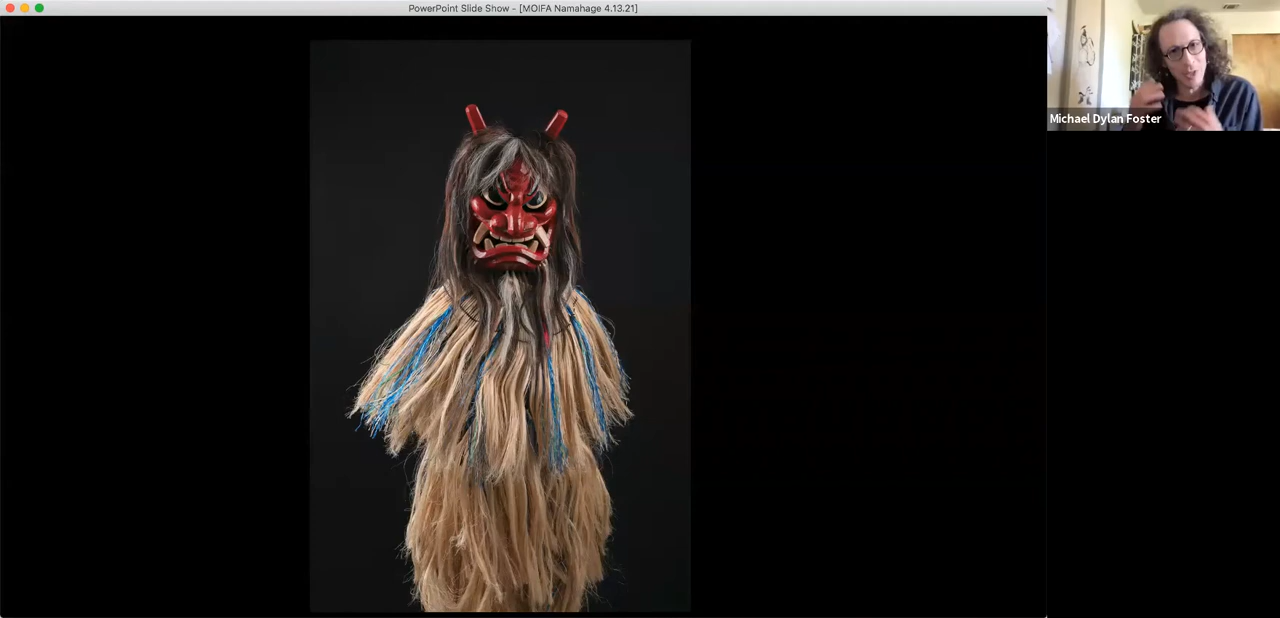 PowerPoint Slide Show - [MOIFA Namahage 4.13.21]
Michael Dylan Foster